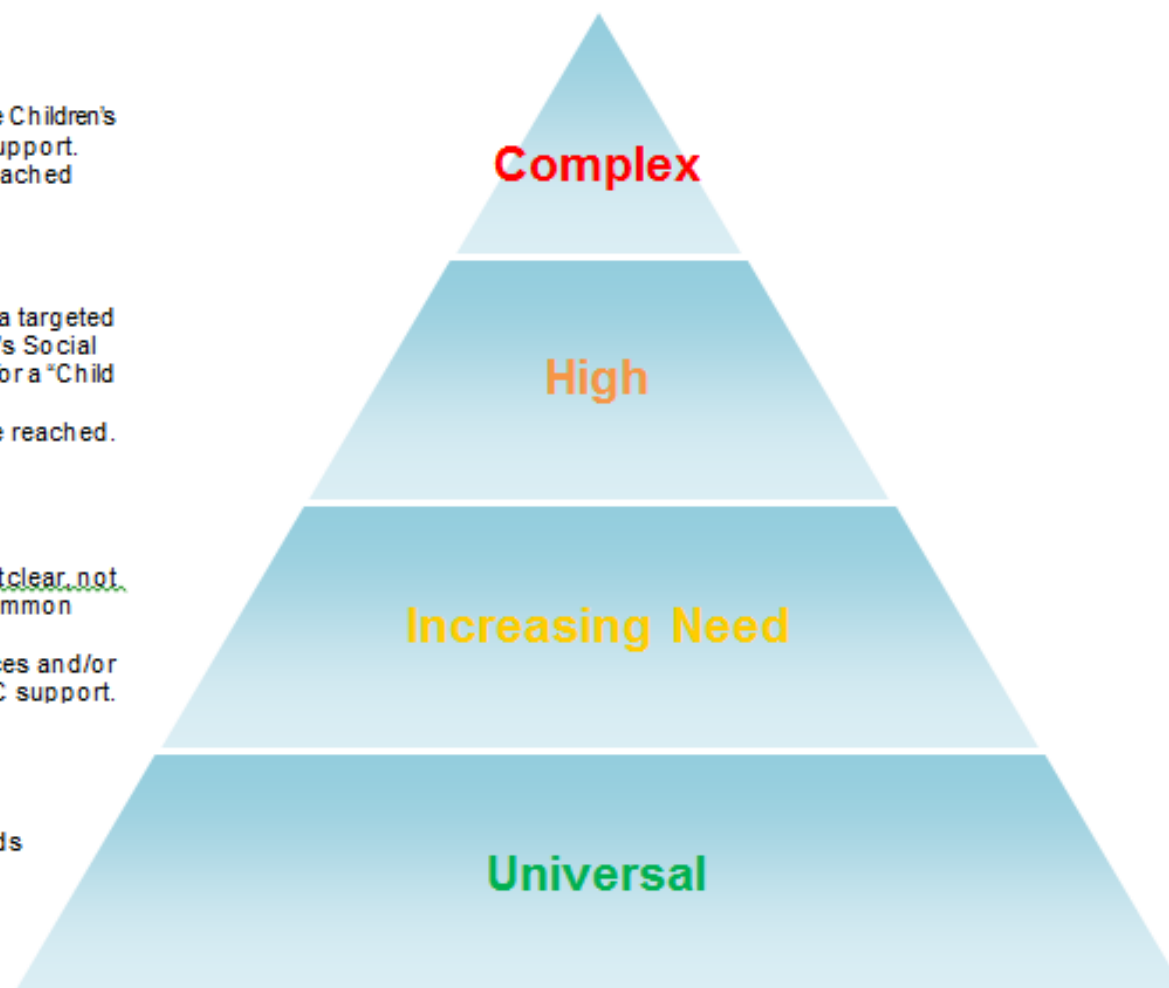 e Children's
upport.
ached
Complex
a targeted
's Social
or a "Child
e reached.
High
tclear, not
mmon
ces and/or
C support.
Increasing Need
ds
Universal